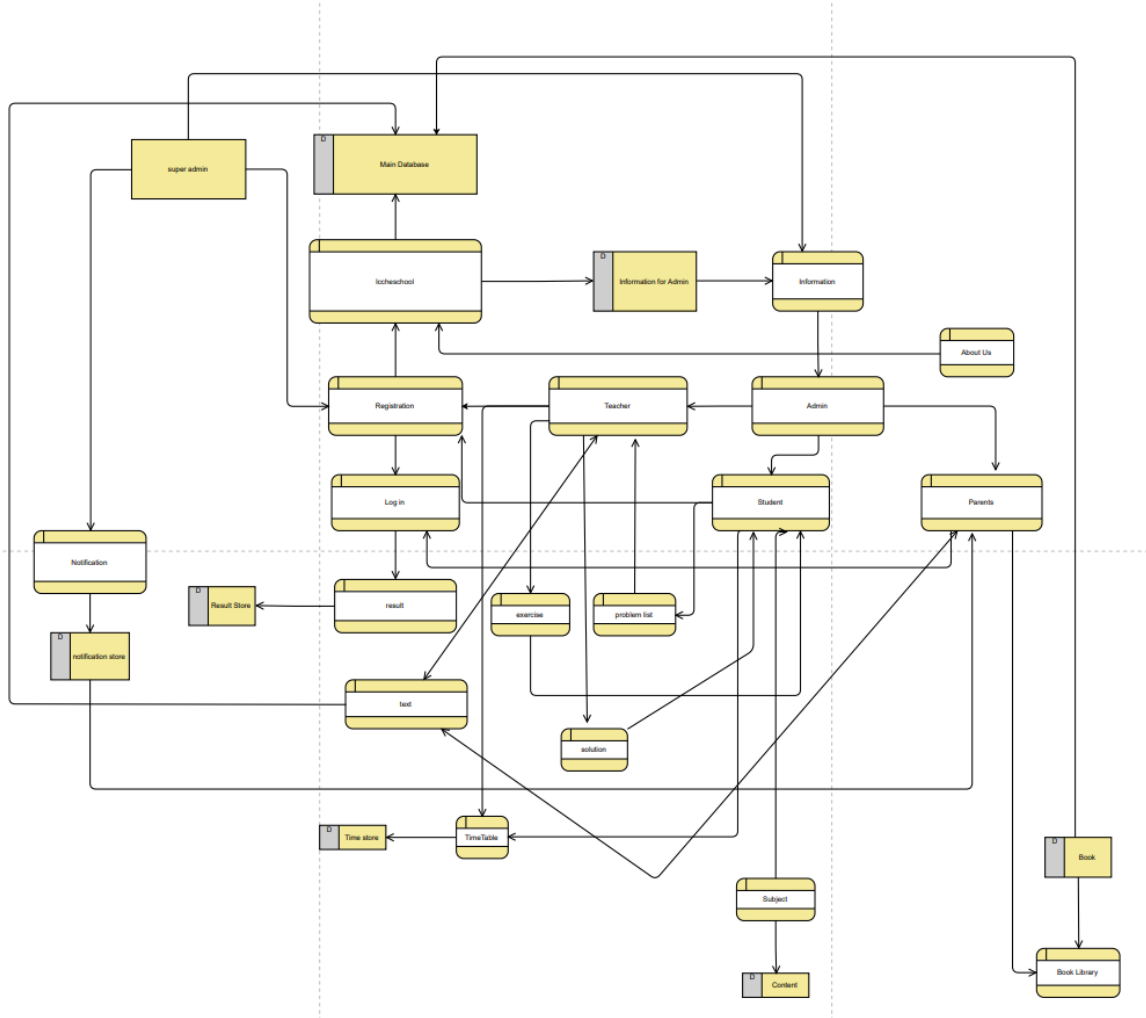 D
Main Database
super admin
Iccheschool
D
Information for Admin
Information
About Us
Registration
Teacher
Admin
Log in
Student
Parents
Notification
D
Result Store
result
exercise
problem list
D
notification store
text
solution
D
Time store
TimeTable
D
Book
Subject
D
Content
Book Library